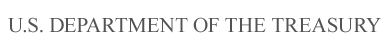 U.S. DEPARTMENT OF THE TREASURY